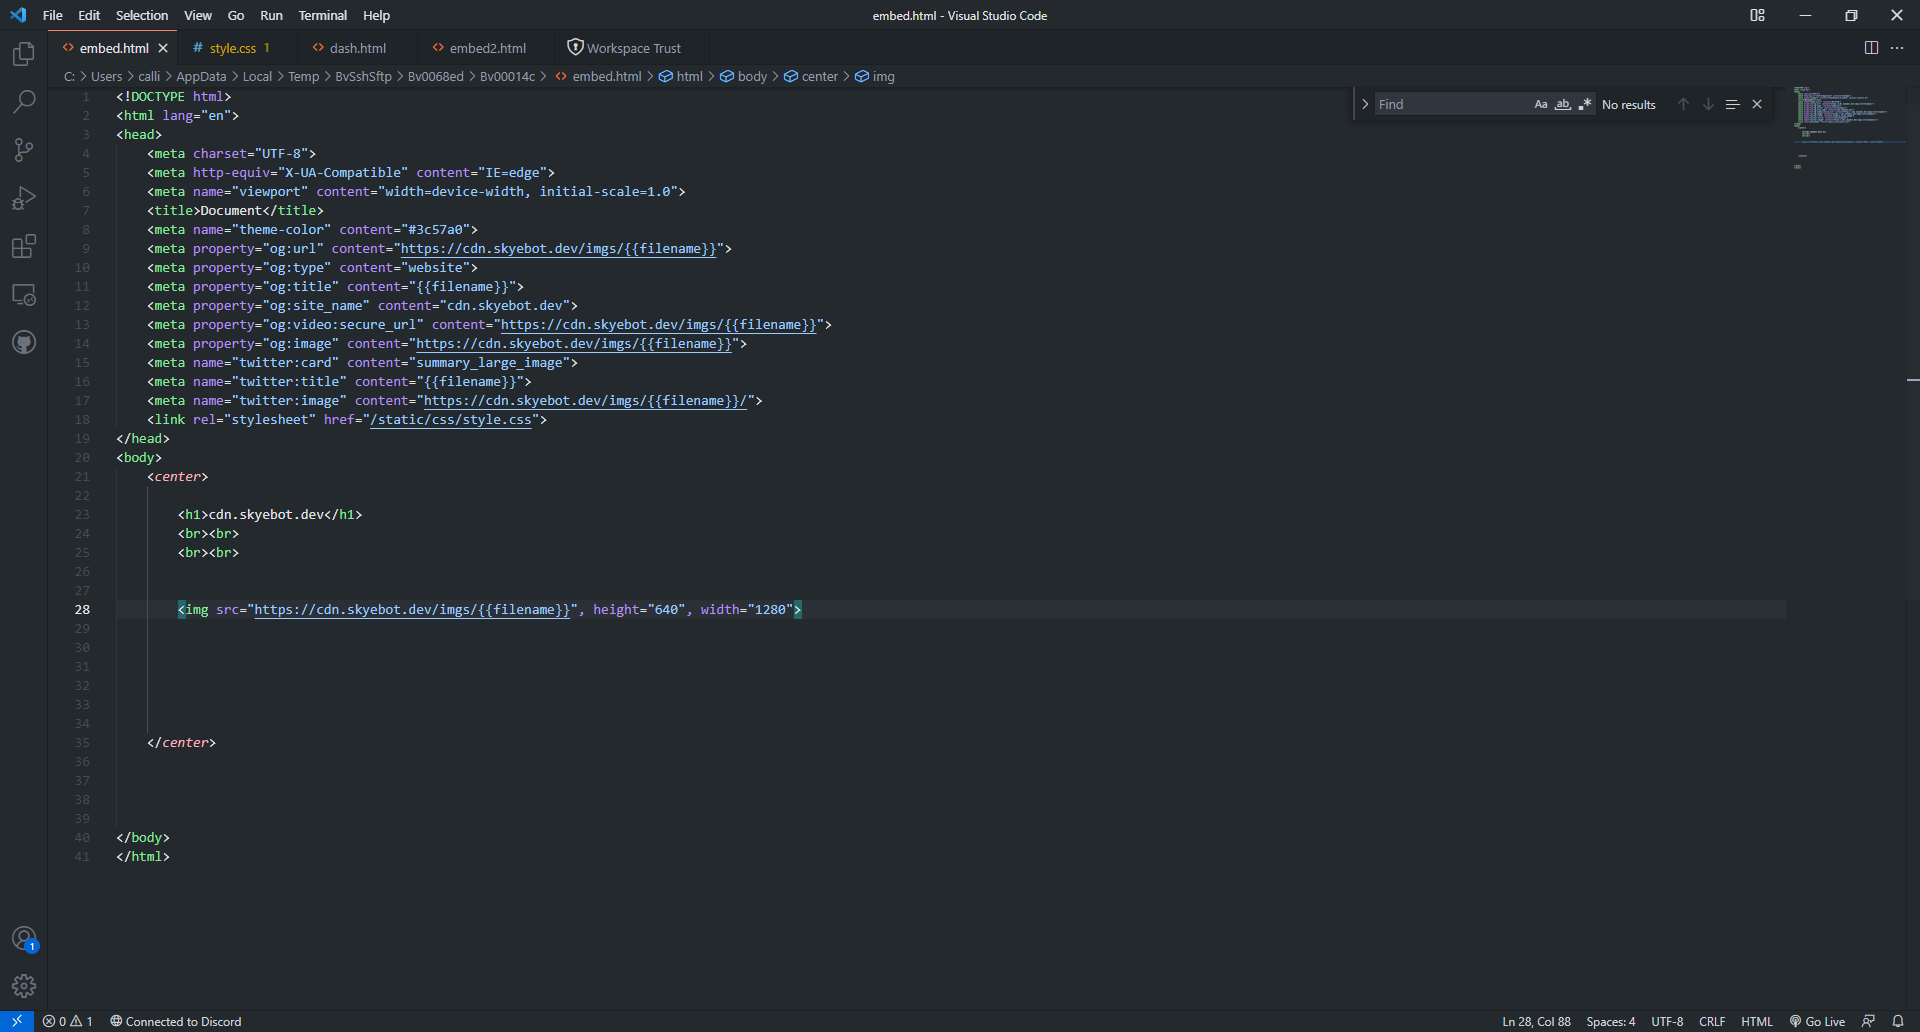 File Edit Selection View Go Run Terminal Help
embed.html - Visual Studio Code
embed.html
# style.css 1
dash.html
embed2.html
Workspace Trust
C: > Users > calli > AppData > Local > Temp > BvSshSftp > Bv0068ed > Bv00014c > embed.html > html > body > center > img
Find
Aa ab .*
No results
1 <!DOCTYPE html>
2 <html lang="en">
3 <head>
4 <meta charset="UTF-8">
5 <meta http-equiv="X-UA-Compatible" content="IE=edge">
6 <meta name="viewport" content="width=device-width, initial-scale=1.0">
7 <title>Document</title>
8 <meta name="theme-color" content="#3c57a0">
9 <meta property="og:url" content="https://cdn.skyebot.dev/imgs/{{filename}}">
10 <meta property="og:type" content="website">
11 <meta property="og:title" content="{{filename}}">
12 <meta property="og:site_name" content="cdn.skyebot.dev">
13 <meta property="og:video:secure_url" content="https://cdn.skyebot.dev/imgs/{{filename}}">
14 <meta property="og:image" content="https://cdn.skyebot.dev/imgs/{{filename}}">
15 <meta name="twitter:card" content="summary_large_image">
16 <meta name="twitter:title" content="{{filename}}">
17 <meta name="twitter:image" content="https://cdn.skyebot.dev/imgs/{{filename}}/">
18 <link rel="stylesheet" href="/static/css/style.css">
19 </head>
20 <body>
21 <center>
22
23 <h1>cdn.skyebot.dev</h1>
24 <br><br>
25 <br><br>
26
27
28 <img src="https://cdn.skyebot.dev/imgs/{{filename}}", height="640", width="1280">
29
30
31
32
33
34
35 </center>
36
37
38
39
40 </body>
41 </html>
1
0 1 Connected to Discord
Ln 28, Col 88 Spaces: 4 UTF-8 CRLF HTML Go Live